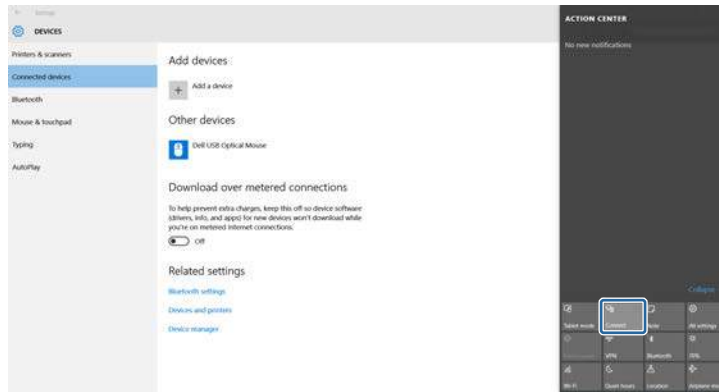 Settings
DEVICES
Printers & scanners
Connected devices
Bluetooth
Mouse & touchpad
Typing
AutoPlay
Add devices
Add a device
Other devices
Dell USB Optical Mouse
Download over metered connections
To help prevent extra charges, keep this off so device software
(drivers, info, and apps) for new devices won't download while
you're on metered Internet connections.
Off
Related settings
Bluetooth settings
Devices and printers
Device manager
ACTION CENTER
No new notifications
Collapse
Tablet mode
Connect
Note
All settings
VPN
Bluetooth
70%
Wi-Fi
Quiet hours
Location
Airplane mo